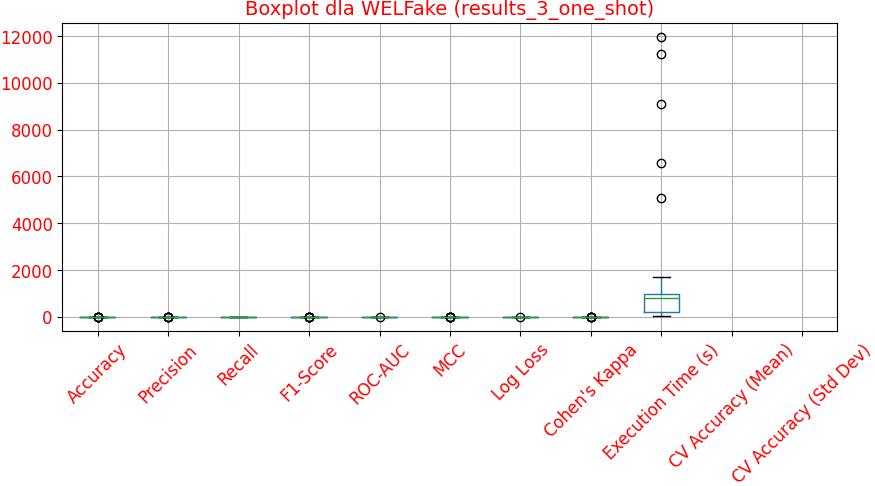 Boxplot dla WELFake (results_3_one_shot)
12000
10000
8000
6000
4000
2000
0
Accuracy
Precision
Recall
F1-Score
ROC-AUC
MCC
Log Loss
Cohen's Kappa
Execution Time (s)
CV Accuracy (Mean)
CV Accuracy (Std Dev)